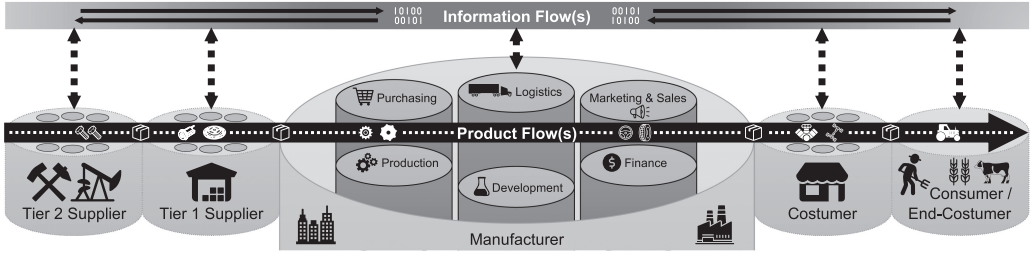 10100
00101
Information Flow(s)
00101
10100
Purchasing
Logistics
Marketing & Sales
Product Flow(s)
Production
Development
$ Finance
Tier 2 Supplier
Tier 1 Supplier
Manufacturer
Costumer
Consumer /
End-Costumer